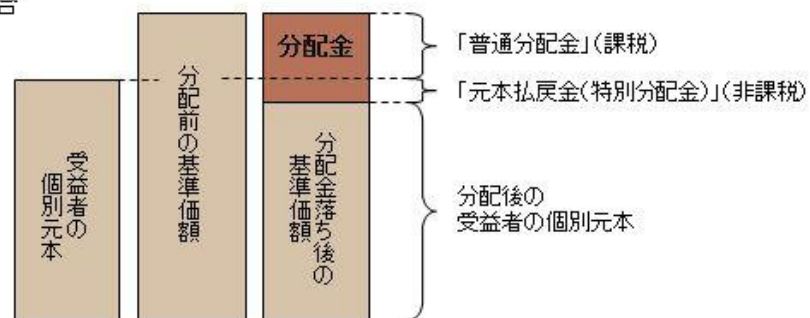 分配金
「普通分配金」(課税)
「元本払戻金(特別分配金)」(非課税)
受益者の
個別元本
分配前の基準価額
分配金落ち後の
基準価額
分配後の
受益者の個別元本